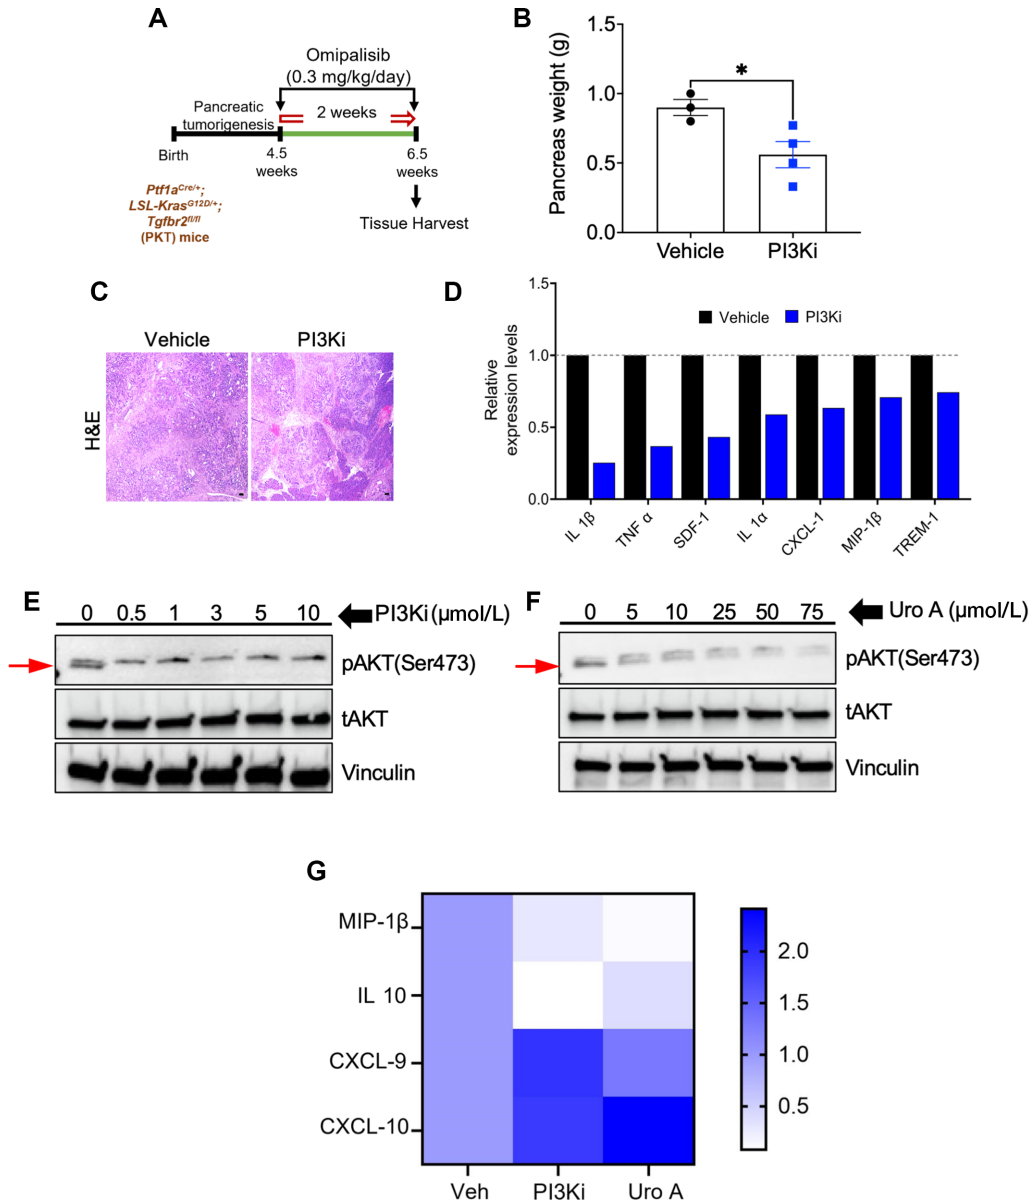 A
Omipalisib
(0.3 mg/kg/day)
Pancreatic
tumorigenesis
2 weeks
Birth
4.5
weeks
6.5
weeks
Ptf1aCre/+;
LSL-KrasG12D/+;
Tgfbr2fl/fl
(PKT) mice
Tissue Harvest
B
Pancreas weight (g)
1.5
1.0
0.5
0.0
*
Vehicle PI3Ki
C
Vehicle PI3Ki
H&E
D
Relative
expression levels
1.5
1.0
0.5
0.0
Vehicle PI3Ki
IL 1β TNF α SDF-1 IL 1α CXCL-1 MIP-1β TREM-1
E
0 0.5 1 3 5 10 PI3Ki (μmol/L)
pAKT(Ser473)
tAKT
Vinculin
F
0 5 10 25 50 75 Uro A (μmol/L)
pAKT(Ser473)
tAKT
Vinculin
G
MIP-1β
IL 10
CXCL-9
CXCL-10
Veh PI3Ki Uro A
2.0
1.5
1.0
0.5